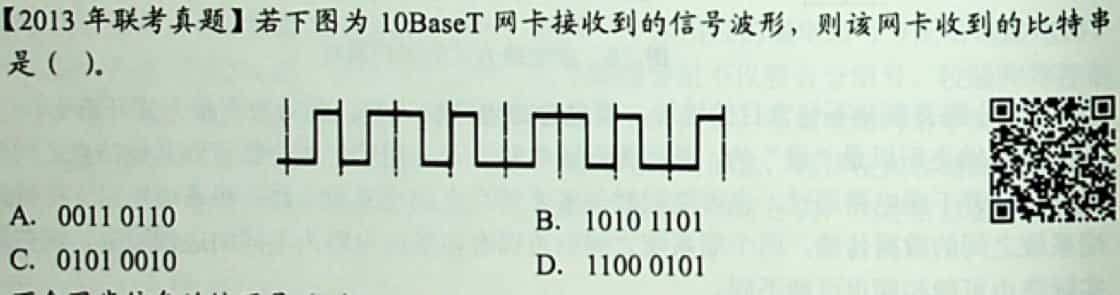 【2013 年联考真题】若下图为 10BaseT 网卡接收到的信号波形，则该网卡收到的比特串
是（ ）。
A. 0011 0110
B. 1010 1101
C. 0101 0010
D. 1100 0101